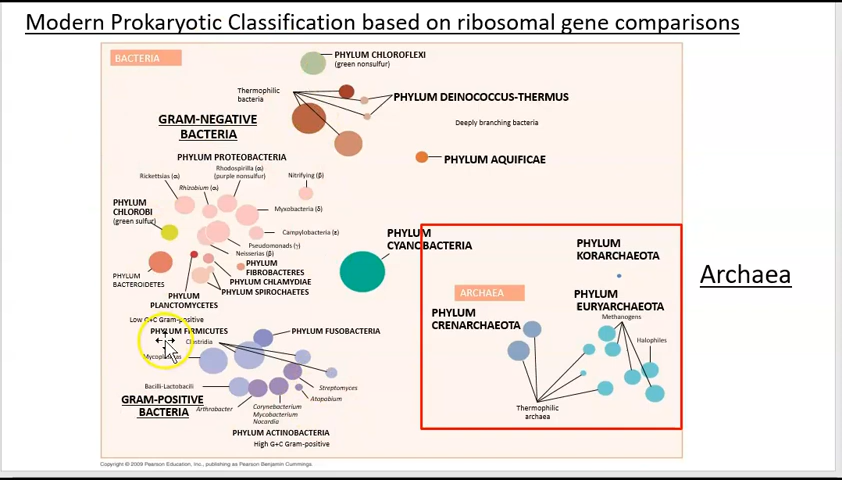 Modern Prokaryotic Classification based on ribosomal gene comparisons
BACTERIA
PHYLUM CHLOROFLEXI
(green nonsulfur)
Thermophilic
bacteria
PHYLUM DEINOCOCCUS-THERMUS
Deeply branching bacteria
GRAM-NEGATIVE
BACTERIA
PHYLUM AQUIFICAE
PHYLUM PROTEOBACTERIA
Rhodospirilla (α)
(purple nonsulfur)
Rickettsias (α)
Rhizobium (α)
Nitrifying (β)
Myxobacteria (δ)
PHYLUM
CHLOROBI
(green sulfur)
Campylobacteria (ε)
Pseudomonads (γ)
Neisserias (β)
PHYLUM
CYANOBACTERIA
PHYLUM
FIBROBACTERES
PHYLUM CHLAMYDIAE
PHYLUM SPIROCHAETES
PHYLUM
BACTEROIDETES
PHYLUM
PLANCTOMYCETES
Low G+C Gram-positive
PHYLUM FIRMICUTES
Clostridia
PHYLUM FUSOBACTERIA
Mycoplasmas
Bacilli-Lactobacili
GRAM-POSITIVE
BACTERIA
Arthrobacter
Corynebacterium
Mycobacterium
Nocardia
Streptomyces
Atopobium
PHYLUM ACTINOBACTERIA
High G+C Gram-positive
PHYLUM
KORARCHAEOTA
ARCHAEA
PHYLUM
CRENARCHAEOTA
PHYLUM
EURYARCHAEOTA
Methanogens
Halophiles
Thermophilic
archaea
Archaea
Copyright © 2009 Pearson Education, Inc., publishing as Pearson Benjamin Cummings